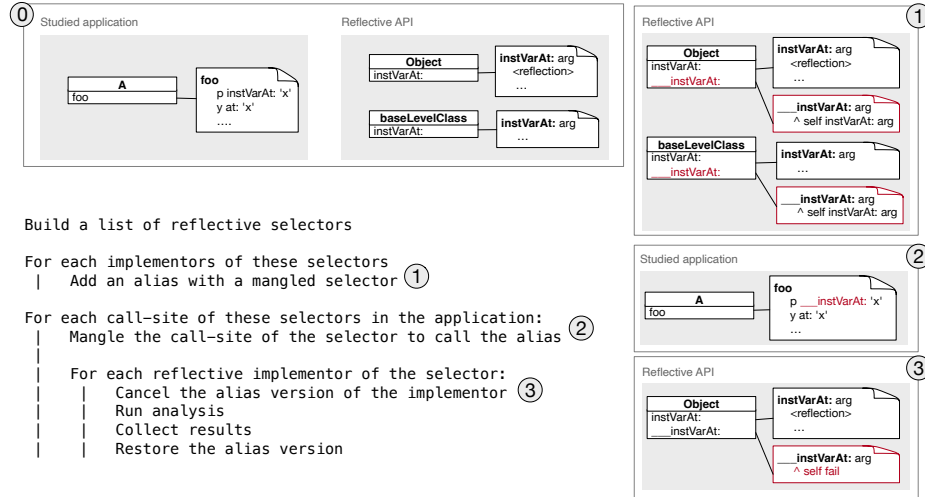 0
Studied application
A
foo
foo
p instVarAt: 'x'
y at: 'x'
....
Reflective API
Object
instVarAt:
instVarAt: arg
<reflection>
...
baseLevelClass
instVarAt:
instVarAt: arg
...
1
Reflective API
Object
instVarAt:
___instVarAt:
instVarAt: arg
<reflection>
...
___instVarAt: arg
^ self instVarAt: arg
baseLevelClass
instVarAt:
___instVarAt:
instVarAt: arg
...
___instVarAt: arg
^ self instVarAt: arg
Build a list of reflective selectors
For each implementors of these selectors
| Add an alias with a mangled selector 1
For each call-site of these selectors in the application:
| Mangle the call-site of the selector to call the alias 2
|
| For each reflective implementor of the selector:
| | Cancel the alias version of the implementor 3
| | Run analysis
| | Collect results
| | Restore the alias version
2
Studied application
A
foo
foo
p ___instVarAt: 'x'
y at: 'x'
...
3
Reflective API
Object
instVarAt:
___instVarAt:
instVarAt: arg
<reflection>
...
___instVarAt: arg
^ self fail